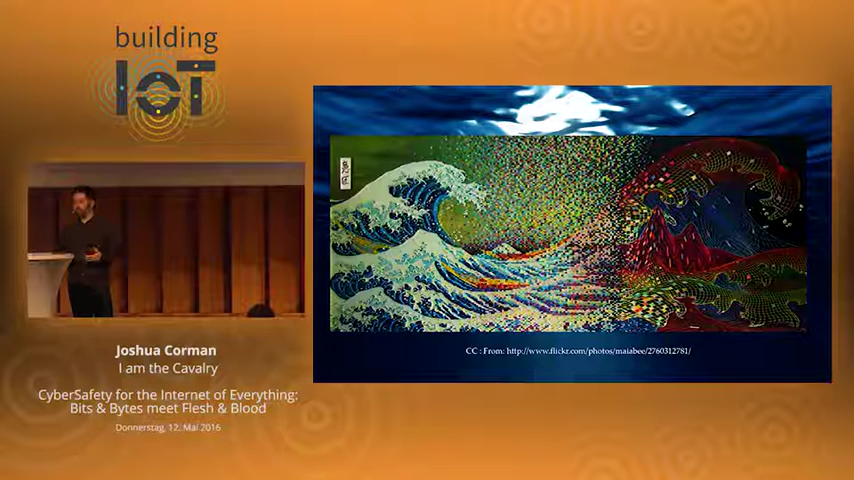 building
IoT
Joshua Corman
I am the Cavalry
CyberSafety for the Internet of Everything:
Bits & Bytes meet Flesh & Blood
Donnerstag, 12. Mai 2016
CC : From: http://www.flickr.com/photos/maiabee/2760312781/